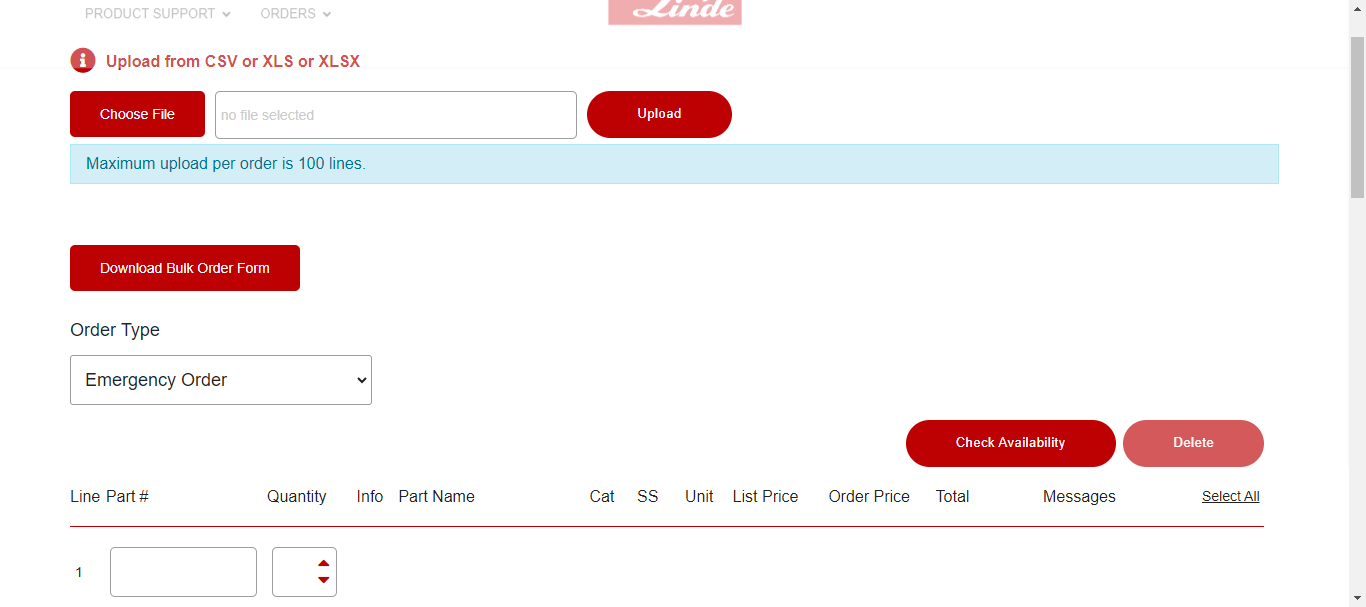 PRODUCT SUPPORT ORDERS
Linde
Upload from CSV or XLS or XLSX
Choose File no file selected Upload
Maximum upload per order is 100 lines.
Download Bulk Order Form
Order Type
Emergency Order
Check Availability Delete
Line Part # Quantity Info Part Name Cat SS Unit List Price Order Price Total Messages Select All
1